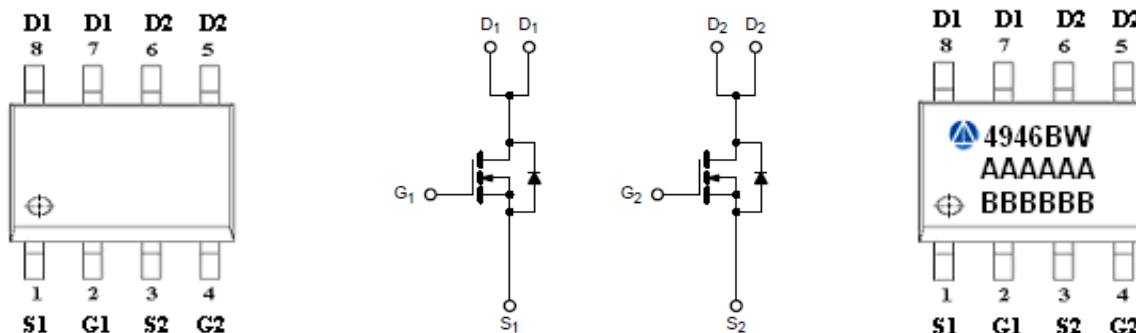 D1 D1 D2 D2
8 7 6 5
1 2 3 4
S1 G1 S2 G2
D1 D1
G1
S1
D2 D2
G2
S2
D1 D1 D2 D2
8 7 6 5
4946BW
AAAAAA
BBBBBB
1 2 3 4
S1 G1 S2 G2